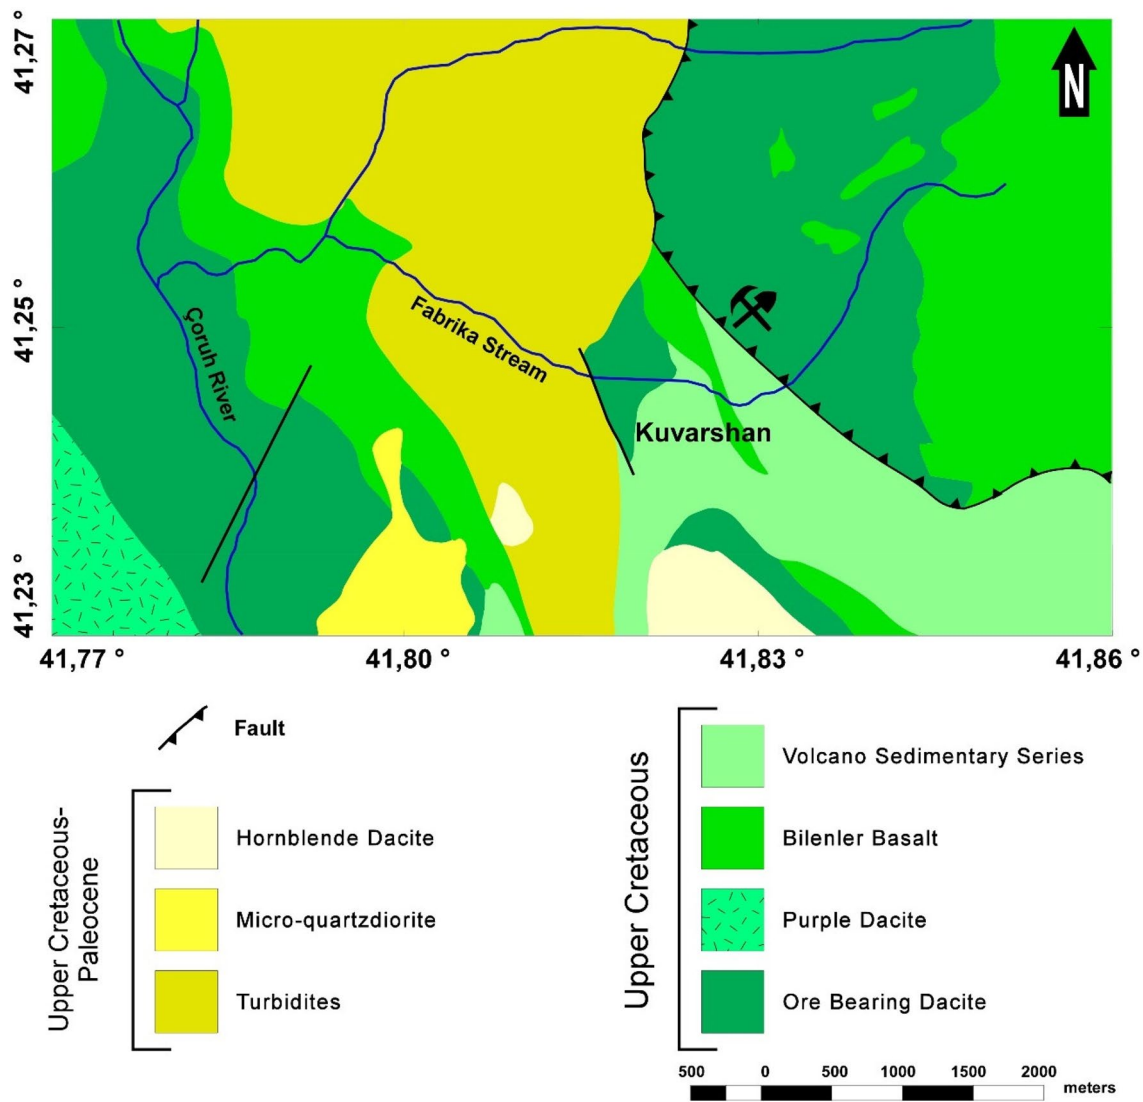 41,27 °
N
41,25 °
Çoruh River
Fabrika Stream
Kuvarshan
41,23 °
41,77 °
41,80 °
41,83 °
41,86 °
Fault
Upper Cretaceous-
Paleocene
Hornblende Dacite
Micro-quartzdiorite
Turbidites
Upper Cretaceous
Volcano Sedimentary Series
Bilenler Basalt
Purple Dacite
Ore Bearing Dacite
500 0 500 1000 1500 2000
meters